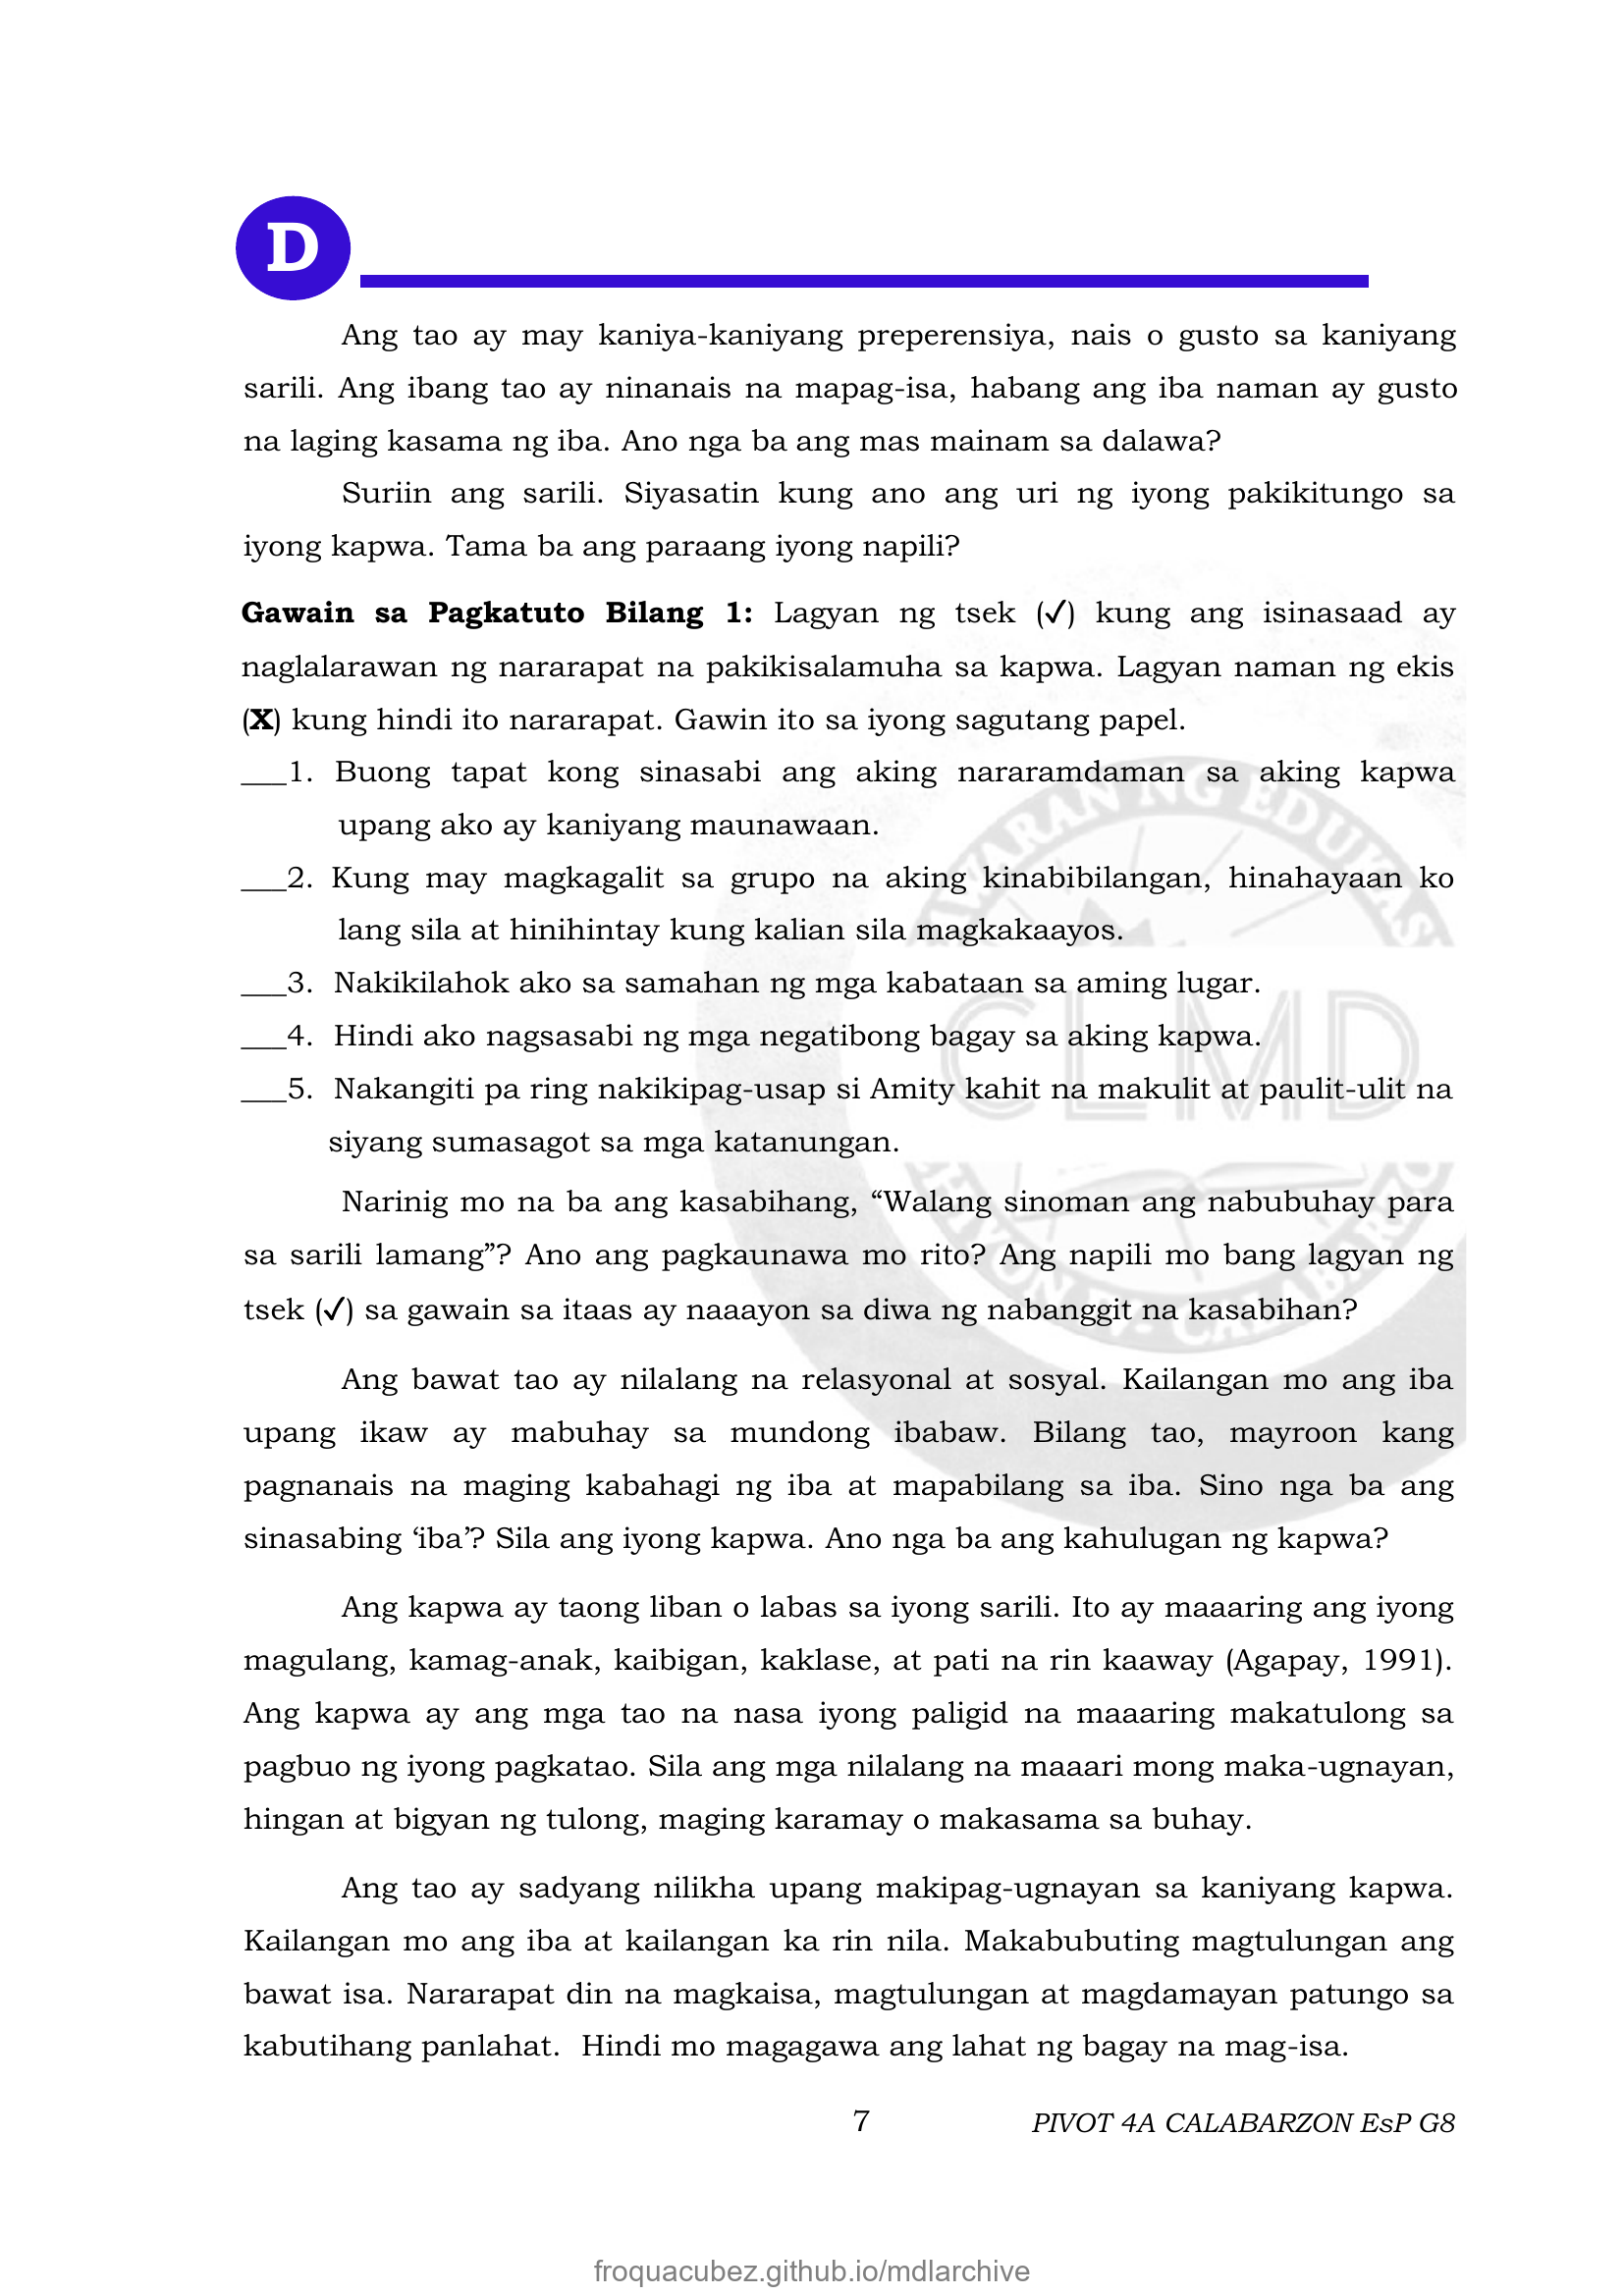 D
Ang tao ay may kaniya-kaniyang preperensiya, nais o gusto sa kaniyang
sarili. Ang ibang tao ay ninanais na mapag-isa, habang ang iba naman ay gusto
na laging kasama ng iba. Ano nga ba ang mas mainam sa dalawa?
Suriin ang sarili. Siyasatin kung ano ang uri ng iyong pakikitungo sa
iyong kapwa. Tama ba ang paraang iyong napili?
Gawain sa Pagkatuto Bilang 1: Lagyan ng tsek (✓) kung ang isinasaad ay
naglalarawan ng nararapat na pakikisalamuha sa kapwa. Lagyan naman ng ekis
(X) kung hindi ito nararapat. Gawin ito sa iyong sagutang papel.
___1. Buong tapat kong sinasabi ang aking nararamdaman sa aking kapwa
upang ako ay kaniyang maunawaan.
___2. Kung may magkagalit sa grupo na aking kinabibilangan, hinahayaan ko
lang sila at hinihintay kung kalian sila magkakaayos.
___3. Nakikilahok ako sa samahan ng mga kabataan sa aming lugar.
___4. Hindi ako nagsasabi ng mga negatibong bagay sa aking kapwa.
___5. Nakangiti pa ring nakikipag-usap si Amity kahit na makulit at paulit-ulit na
siyang sumasagot sa mga katanungan.
Narinig mo na ba ang kasabihang, “Walang sinoman ang nabubuhay para
sa sarili lamang”? Ano ang pagkaunawa mo rito? Ang napili mo bang lagyan ng
tsek (✓) sa gawain sa itaas ay naaayon sa diwa ng nabanggit na kasabihan?
Ang bawat tao ay nilalang na relasyonal at sosyal. Kailangan mo ang iba
upang ikaw ay mabuhay sa mundong ibabaw. Bilang tao, mayroon kang
pagnanais na maging kabahagi ng iba at mapabilang sa iba. Sino nga ba ang
sinasabing ‘iba’? Sila ang iyong kapwa. Ano nga ba ang kahulugan ng kapwa?
Ang kapwa ay taong liban o labas sa iyong sarili. Ito ay maaaring ang iyong
magulang, kamag-anak, kaibigan, kaklase, at pati na rin kaaway (Agapay, 1991).
Ang kapwa ay ang mga tao na nasa iyong paligid na maaaring makatulong sa
pagbuo ng iyong pagkatao. Sila ang mga nilalang na maaari mong maka-ugnayan,
hingan at bigyan ng tulong, maging karamay o makasama sa buhay.
Ang tao ay sadyang nilikha upang makipag-ugnayan sa kaniyang kapwa.
Kailangan mo ang iba at kailangan ka rin nila. Makabubuting magtulungan ang
bawat isa. Nararapat din na magkaisa, magtulungan at magdamayan patungo sa
kabutihang panlahat. Hindi mo magagawa ang lahat ng bagay na mag-isa.
7 PIVOT 4A CALABARZON EsP G8
CLMD
froquacubez.github.io/mdlarchive